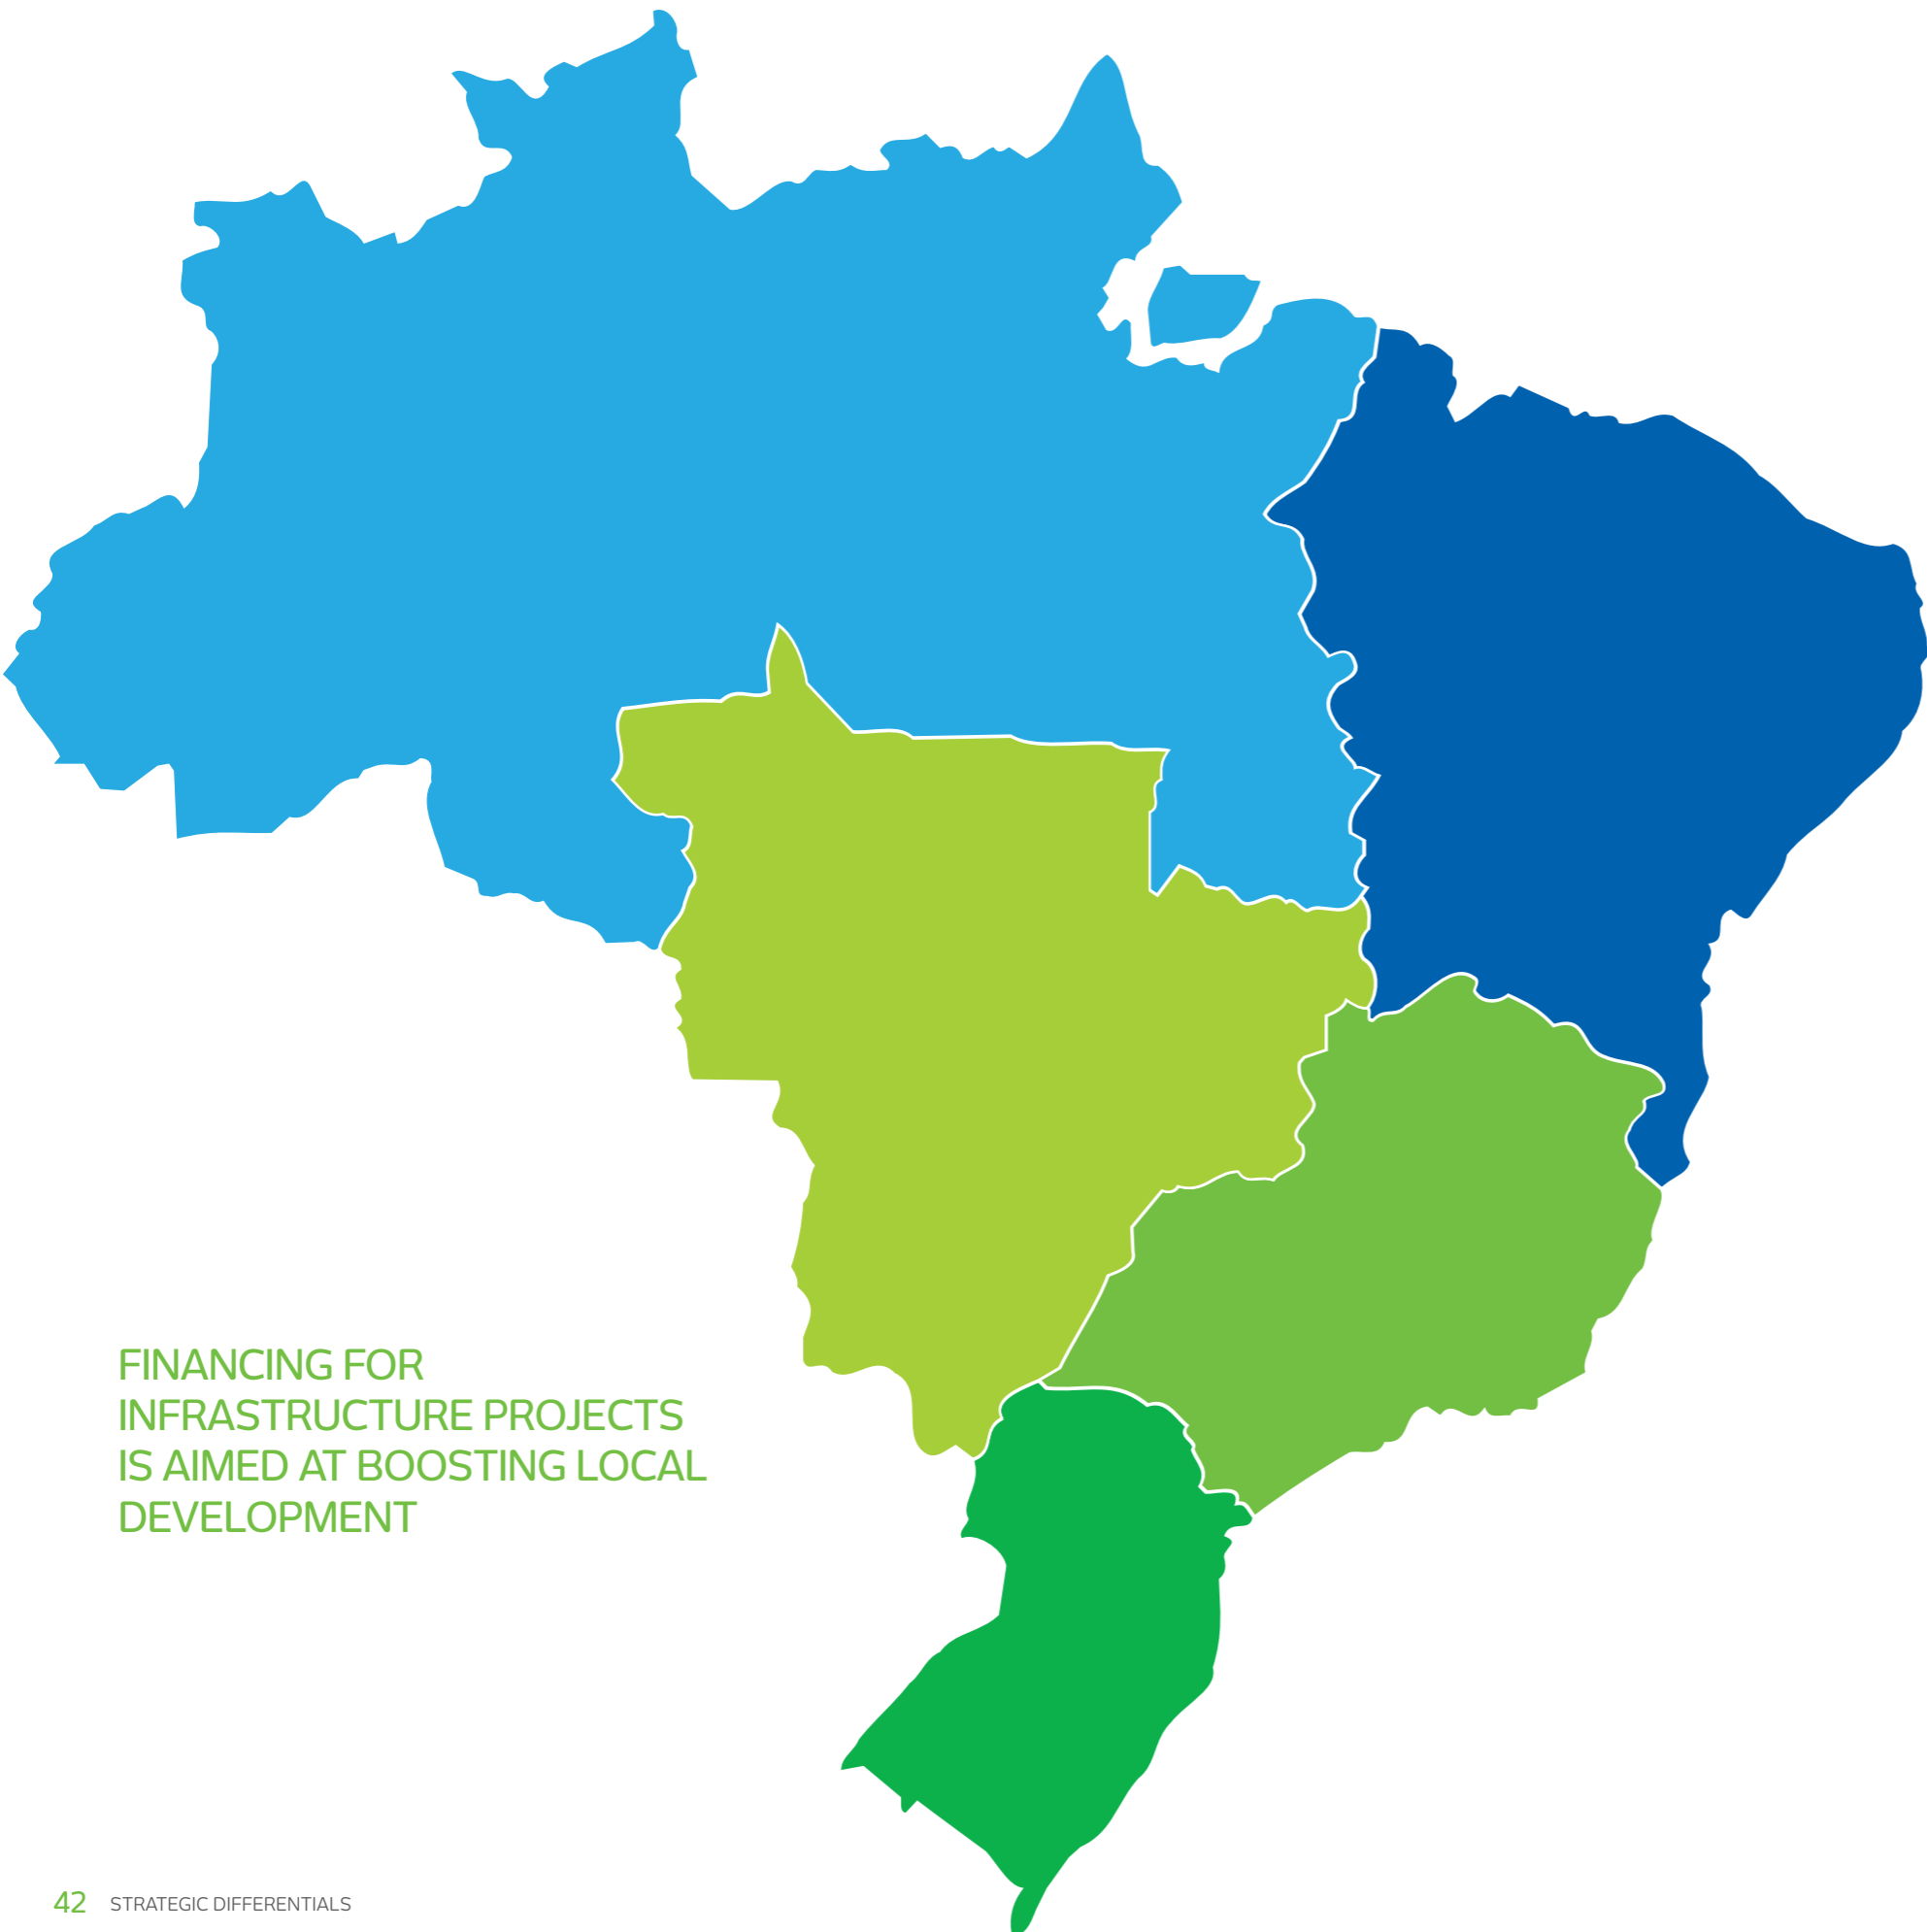 FINANCING FOR
INFRASTRUCTURE PROJECTS
IS AIMED AT BOOSTING LOCAL
DEVELOPMENT
42 STRATEGIC DIFFERENTIALS